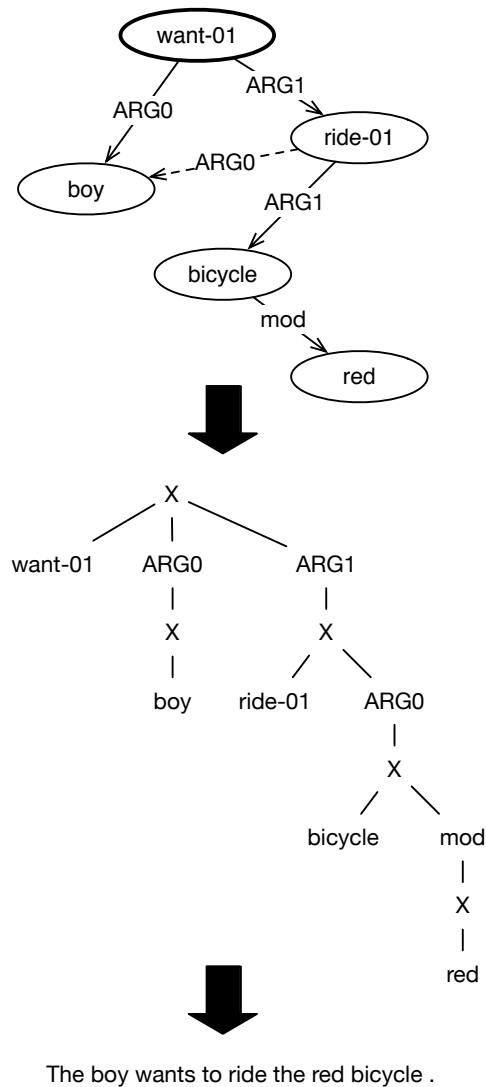 want-01
ARG0 ARG1
ride-01
ARG0
boy
ARG1
bicycle
mod
red
X
want-01 ARG0 ARG1
X X
boy ride-01 ARG0
X
bicycle mod
X
red
The boy wants to ride the red bicycle .